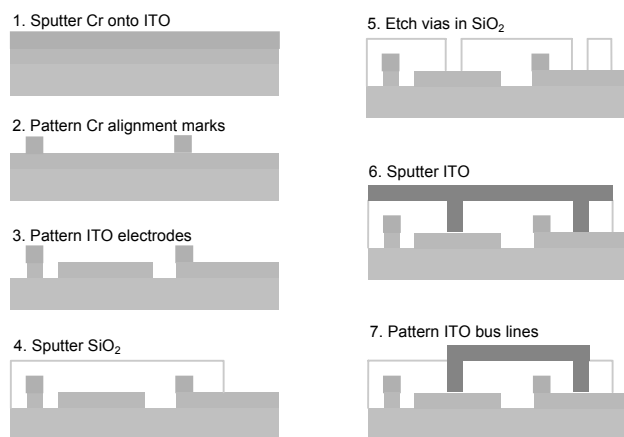 1. Sputter Cr onto ITO
2. Pattern Cr alignment marks
3. Pattern ITO electrodes
4. Sputter SiO₂
5. Etch vias in SiO₂
6. Sputter ITO
7. Pattern ITO bus lines